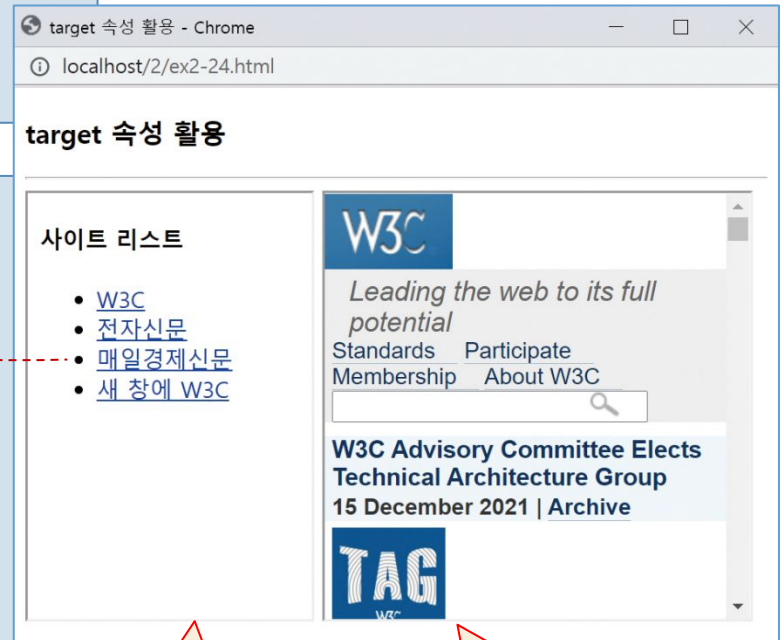 target 속성 활용 - Chrome
localhost/2/ex2-24.html
target 속성 활용
사이트 리스트
W3C
전자신문
매일경제신문
새 창에 W3C
W3C
Leading the web to its full
potential
Standards Participate
Membership About W3C
W3C Advisory Committee Elects
Technical Architecture Group
15 December 2021 | Archive
TAG
W3C